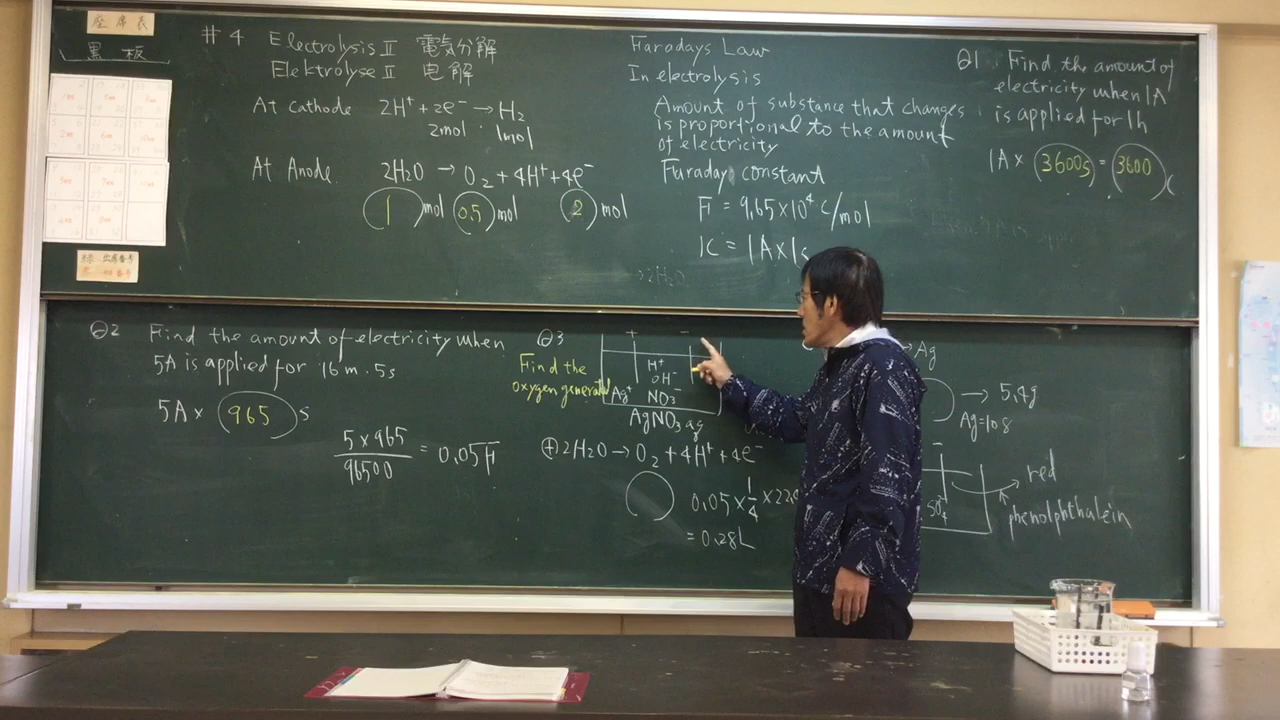 座席表
黒板
#4 Electrolysis II 電気分解
Elektrolyse II 电解
At Cathode 2H⁺ + 2e⁻ → H₂
2mol 1mol
At Anode 2H₂O → O₂ + 4H⁺ + 4e⁻
1 mol 0.5 mol 2 mol
Faradays Law
In electrolysis
Amount of substance that changes
is proportional to the amount
of electricity
Faraday constant
F = 9.65×10⁴ C/mol
1C = 1A×1s
→2H₂O
Q1 Find the amount of
electricity when 1A
is applied for 1h
1A × 3600s = 3600 C
Q2 Find the amount of electricity when
5A is applied for 16m. 5s
5A × 965 s
5×965
96500
= 0.05F
Q3
Find the
oxygen generated
+ −
H⁺
OH⁻
Ag⁺ NO₃⁻
AgNO₃ aq
⊕2H₂O → O₂ + 4H⁺ + 4e⁻
0.05 × 1/4 × 22.
= 0.28L
→ Ag
→ 5.4g
Ag=108
−
SO₄
red
phenolphthalein